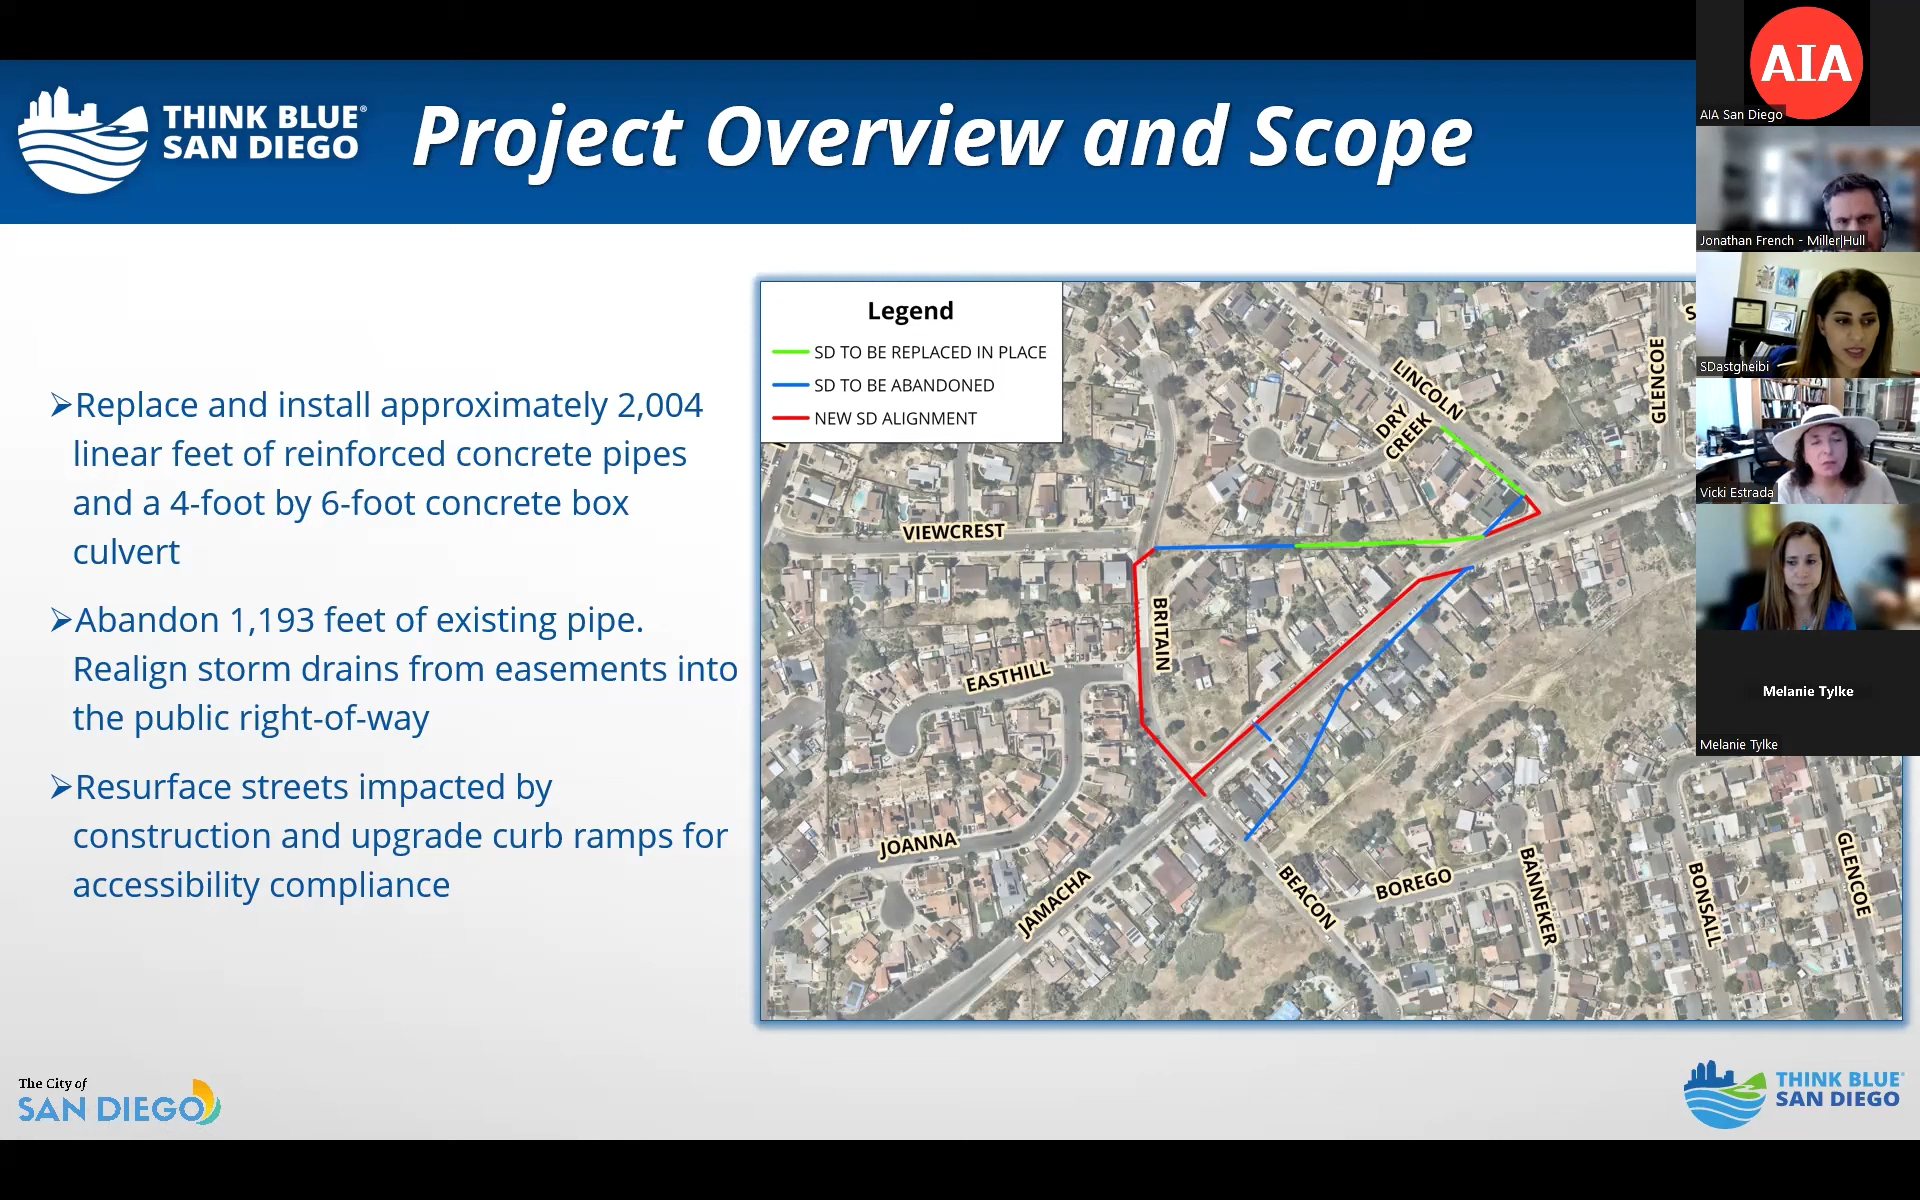 THINK BLUE®
SAN DIEGO
Project Overview and Scope
➢Replace and install approximately 2,004
linear feet of reinforced concrete pipes
and a 4-foot by 6-foot concrete box
culvert
➢Abandon 1,193 feet of existing pipe.
Realign storm drains from easements into
the public right-of-way
➢Resurface streets impacted by
construction and upgrade curb ramps for
accessibility compliance
Legend
SD TO BE REPLACED IN PLACE
SD TO BE ABANDONED
NEW SD ALIGNMENT
LINCOLN
DRY
CREEK
GLENCOE
S
VIEWCREST
BRITAIN
EASTHILL
JOANNA
JAMACHA
BEACON
BOREGO
BANNEKER
BONSALL
GLENCOE
The City of
SAN DIEGO
THINK BLUE®
SAN DIEGO
AIA
AIA San Diego
Jonathan French - Miller|Hull
SDastgheibi
Vicki Estrada
Melanie Tylke
Melanie Tylke